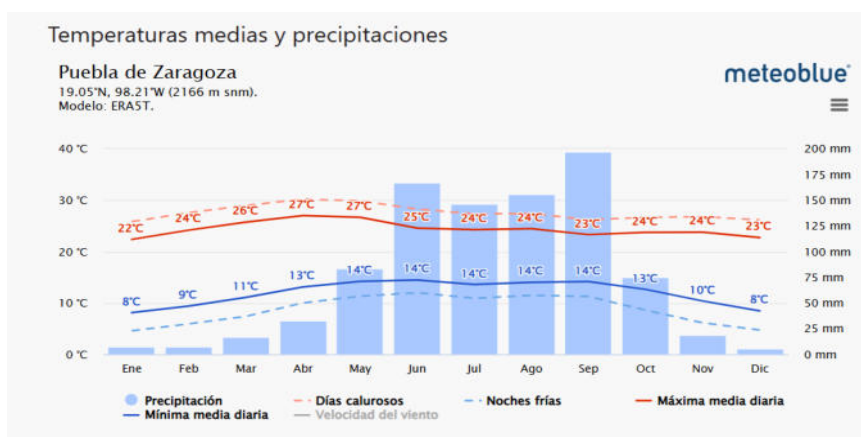 Temperaturas medias y precipitaciones
Puebla de Zaragoza
19.05°N, 98.21°W (2166 m snm).
Modelo: ERA5T.
meteoblue
40 °C 200 mm
175 mm
30 °C 150 mm
22°C 24°C 26°C 27°C 27°C 25°C 24°C 24°C 23°C 24°C 24°C 23°C
125 mm
20 °C 100 mm
8°C 9°C 11°C 13°C 14°C 14°C 14°C 14°C 14°C 13°C 10°C 8°C
75 mm
10 °C 50 mm
25 mm
0 °C 0 mm
Ene Feb Mar Abr May Jun Jul Ago Sep Oct Nov Dic
Precipitación Días calurosos Noches frías Máxima media diaria
Mínima media diaria Velocidad del viento